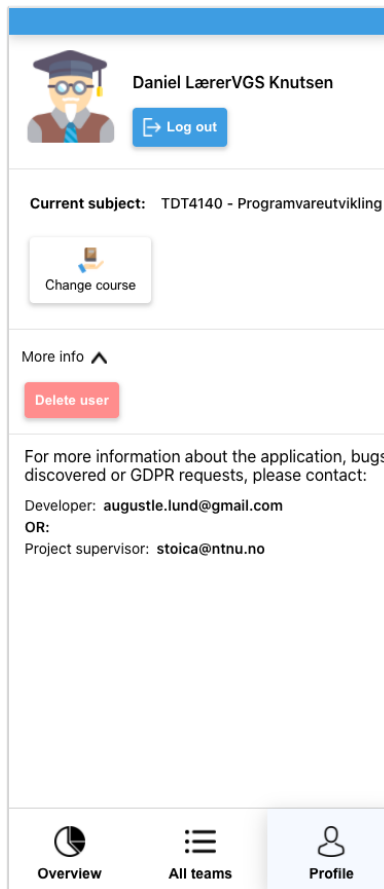 Daniel LærerVGS Knutsen
Log out
Current subject: TDT4140 - Programvareutvikling
Change course
More info
Delete user
For more information about the application, bugs
discovered or GDPR requests, please contact:
Developer: augustle.lund@gmail.com
OR:
Project supervisor: stoica@ntnu.no
Overview All teams Profile